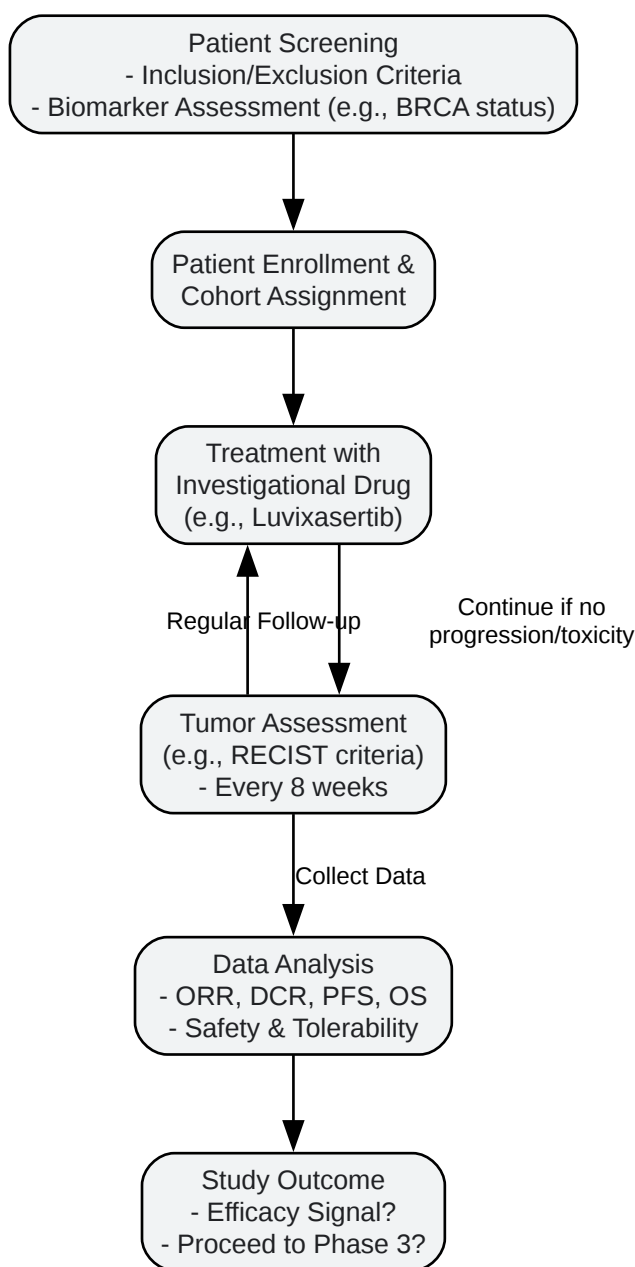 Patient Screening
- Inclusion/Exclusion Criteria
- Biomarker Assessment (e.g., BRCA status)
Patient Enrollment &
Cohort Assignment
Treatment with
Investigational Drug
(e.g., Luvixasertib)
Regular Follow-up
Continue if no
progression/toxicity
Tumor Assessment
(e.g., RECIST criteria)
- Every 8 weeks
Collect Data
Data Analysis
- ORR, DCR, PFS, OS
- Safety & Tolerability
Study Outcome
- Efficacy Signal?
- Proceed to Phase 3?